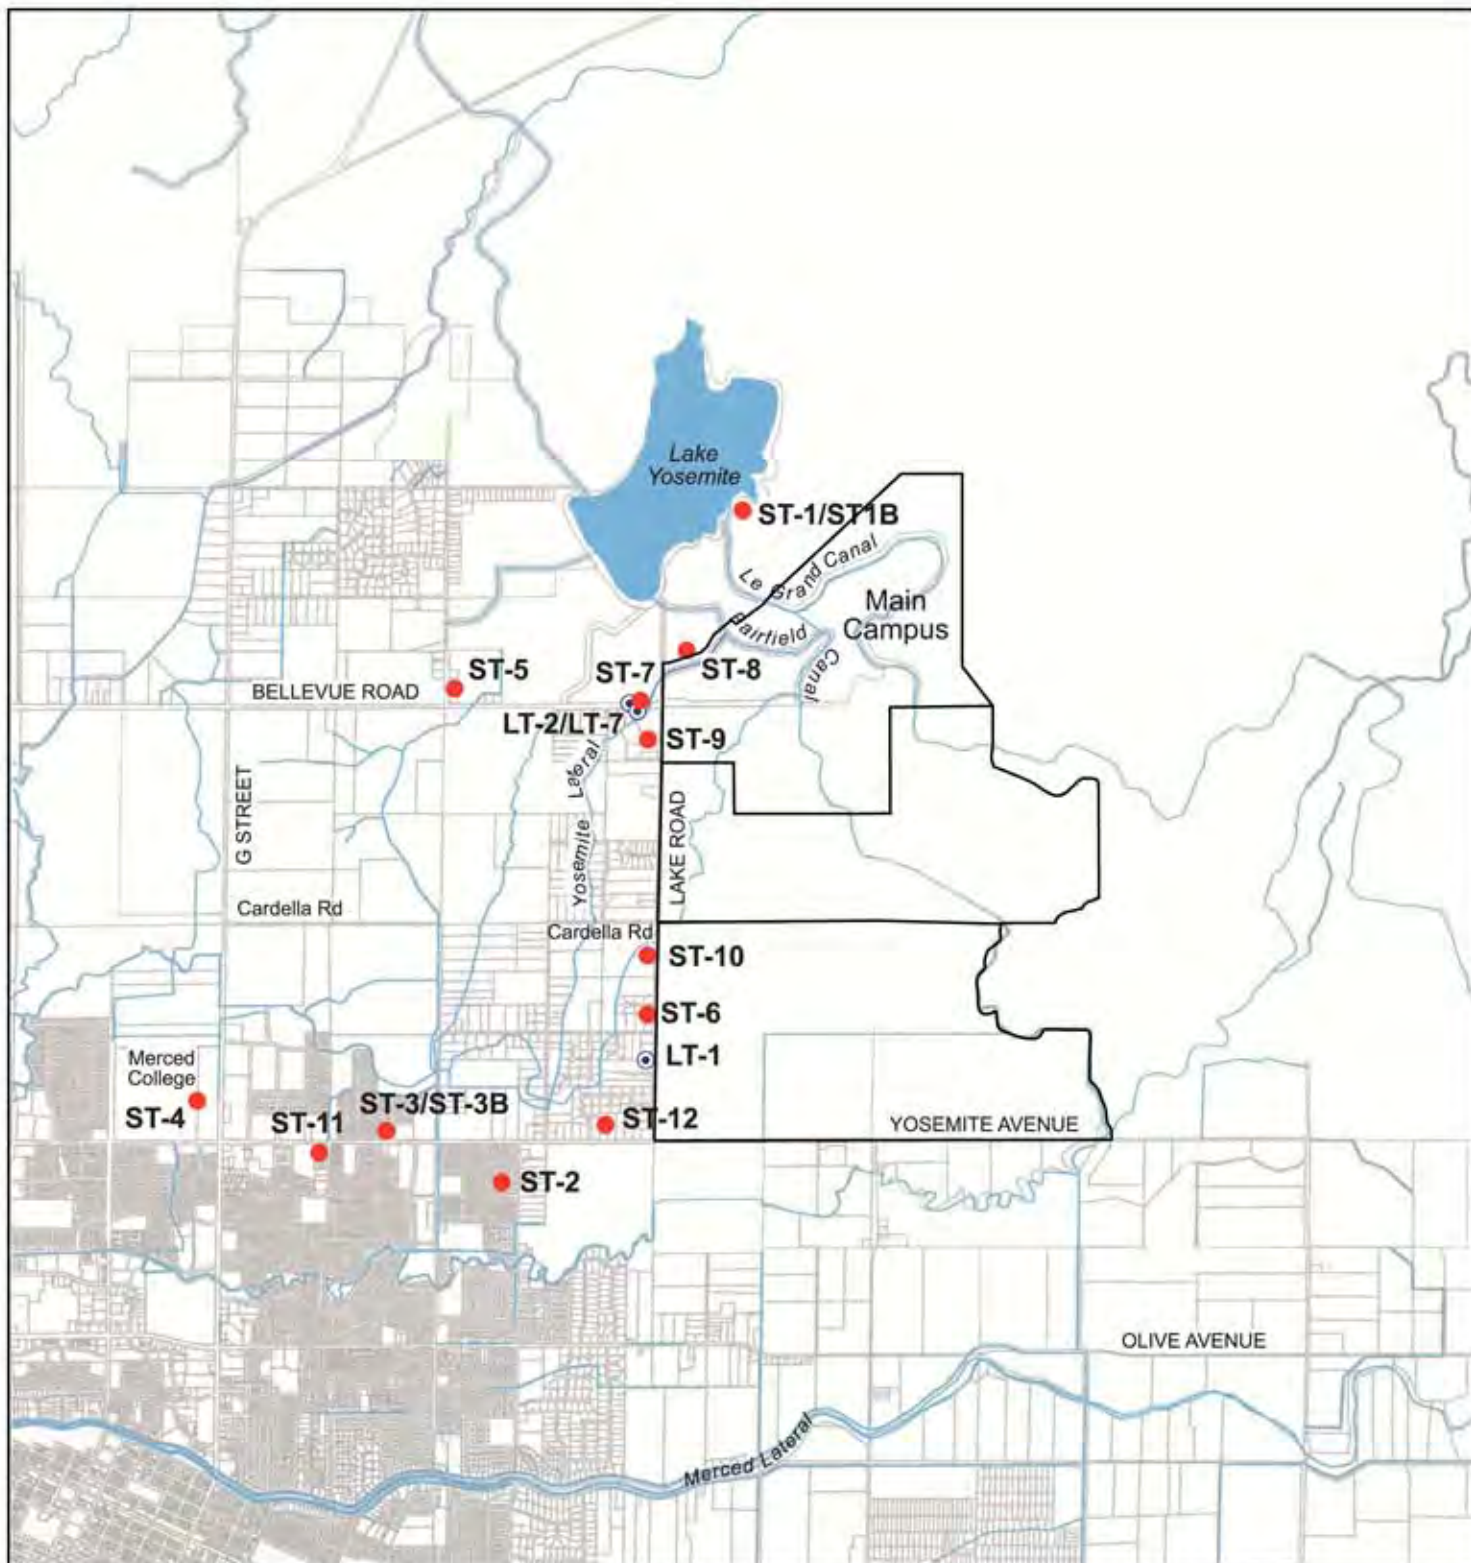 Lake
Yosemite
ST-1/ST1B
Le Grand Canal
Main
Campus
Fairfield
Canal
ST-5
ST-7
ST-8
BELLEVUE ROAD
LT-2/LT-7
ST-9
Yosemite Lateral
G STREET
LAKE ROAD
Cardella Rd
Cardella Rd
ST-10
ST-6
LT-1
Merced
College
ST-4
ST-3/ST-3B
ST-11
ST-12
YOSEMITE AVENUE
ST-2
OLIVE AVENUE
Merced Lateral